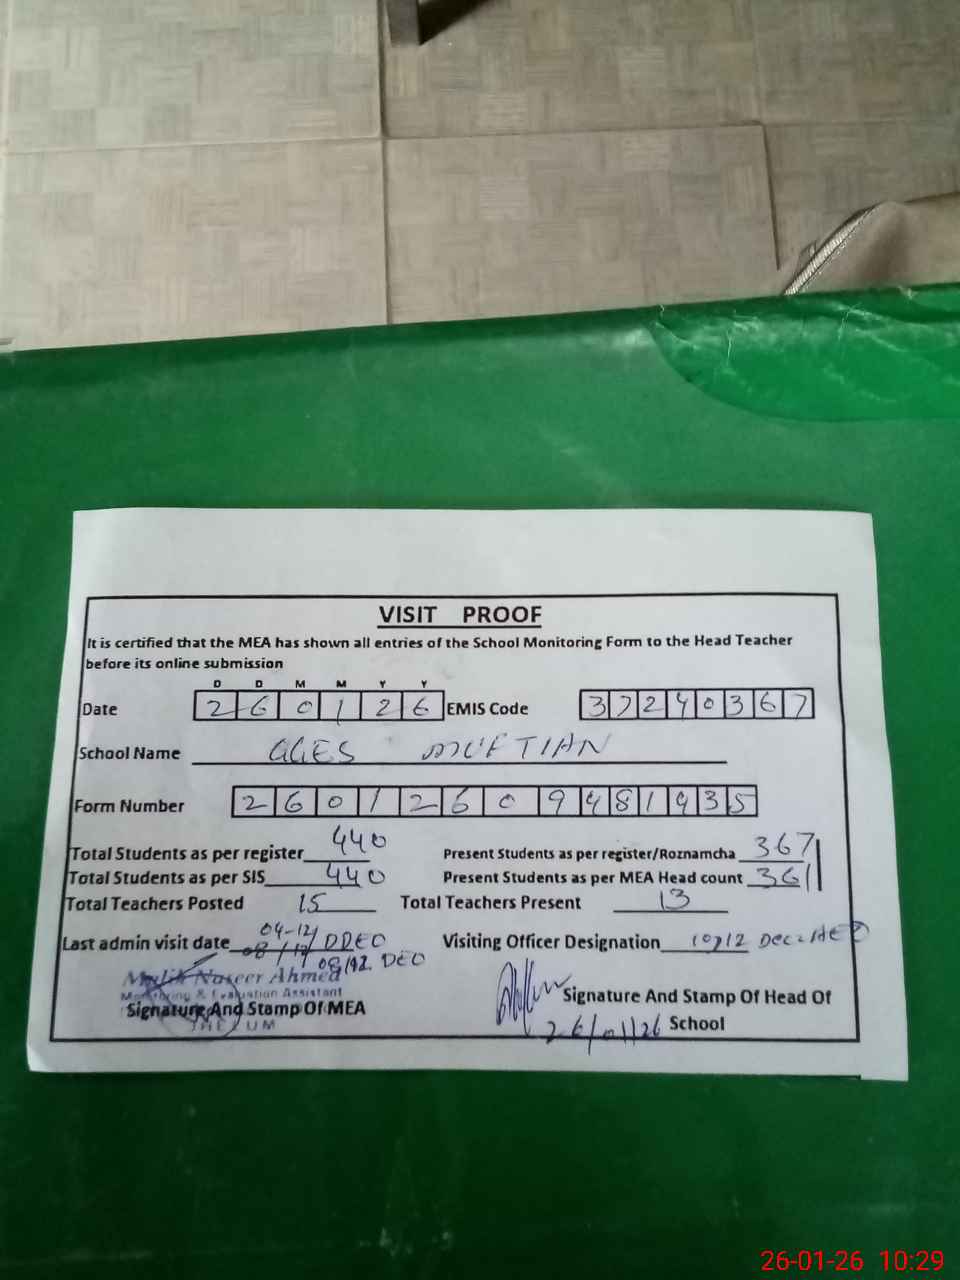 VISIT PROOF
It is certified that the MEA has shown all entries of the School Monitoring Form to the Head Teacher
before its online submission
D D M M Y Y
Date 2 6 0 1 2 6 EMIS Code 3 7 2 4 0 3 6 7
School Name GGES MUFTIAN
Form Number 2 6 0 1 2 6 0 9 4 8 1 4 3 5
Total Students as per register 440 Present Students as per register/Roznamcha 367
Total Students as per SIS 440 Present Students as per MEA Head count 361
Total Teachers Posted 15 Total Teachers Present 13
04-12/ DDEO
Last admin visit date Visiting Officer Designation 10/12
08/12 DEO
Malik Naseer Ahmed
Monitoring & Evaluation Assistant
Signature And Stamp Of MEA Signature And Stamp Of Head Of
JHELUM
26/01/26 School
26-01-26 10:29